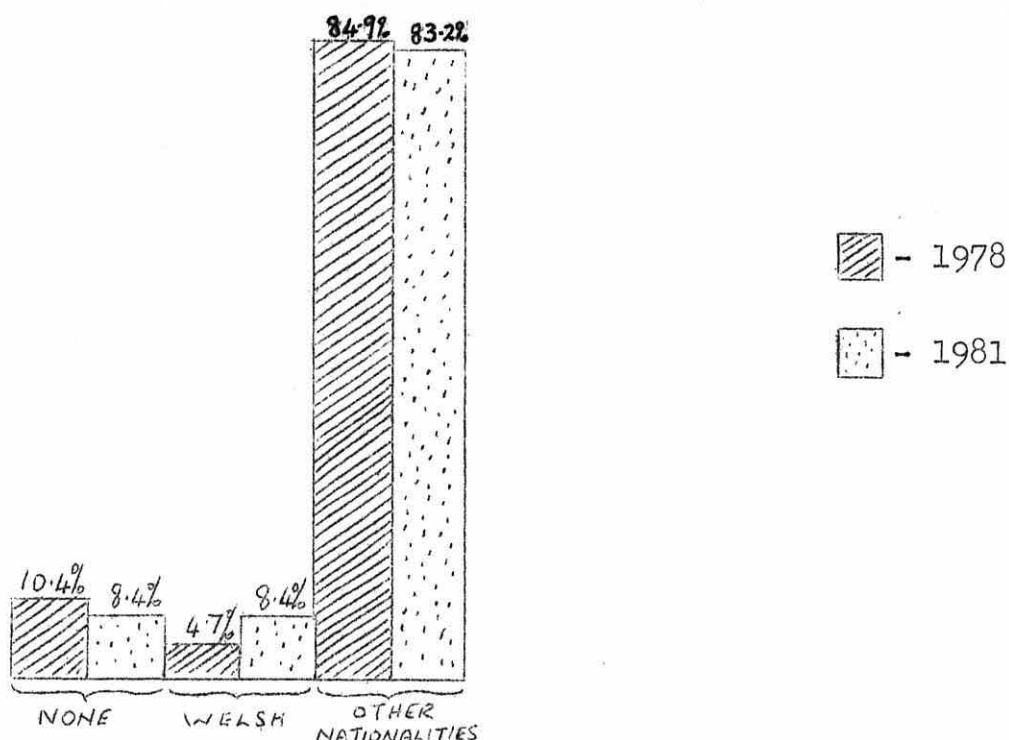 84.9% 83.2%
- 1978
- 1981
10.4% 8.4% 4.7% 8.4%
NONE WELSH OTHER
NATIONALITIES